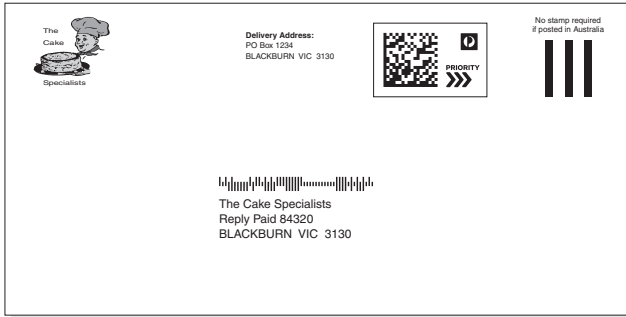 The
Cake
Specialists
Delivery Address:
PO Box 1234
BLACKBURN VIC 3130
PRIORITY
No stamp required
if posted in Australia
The Cake Specialists
Reply Paid 84320
BLACKBURN VIC 3130